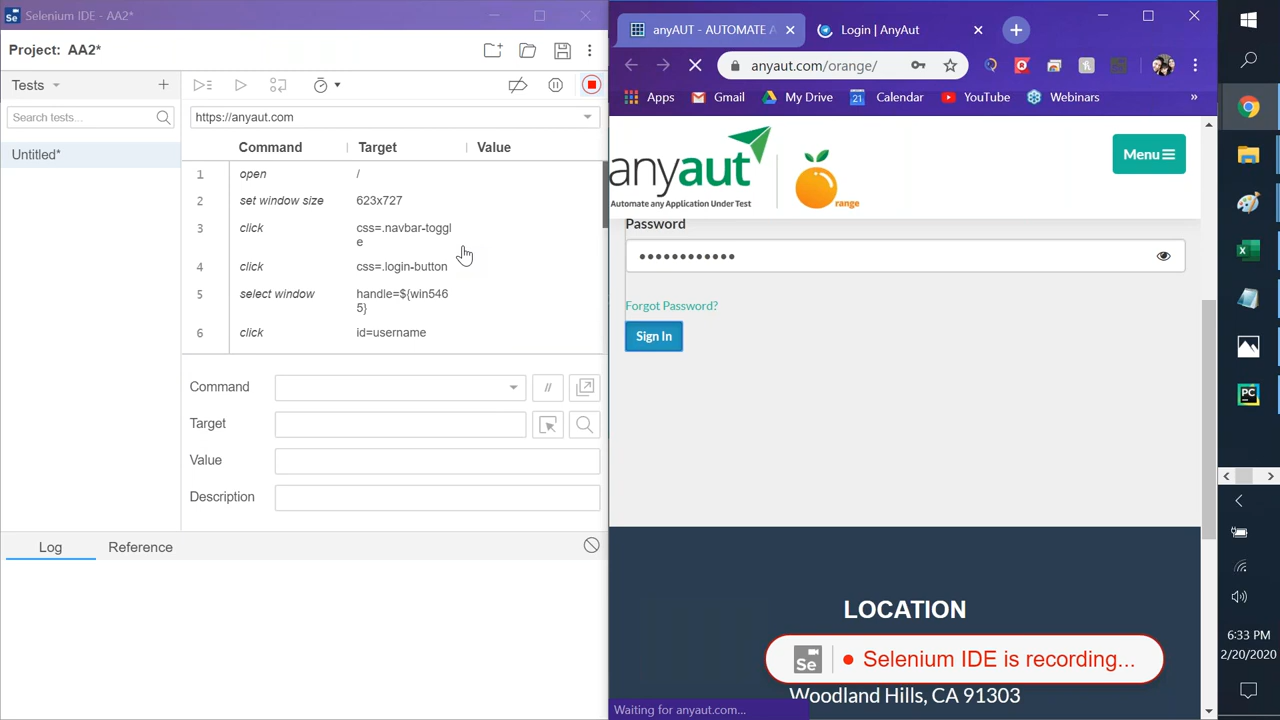 Selenium IDE - AA2*
Project: AA2*
Tests
Search tests...
Untitled*
https://anyaut.com
Command Target Value
1 open /
2 set window size 623x727
3 click css=.navbar-toggl
e
4 click css=.login-button
5 select window handle=${win546
5}
6 click id=username
Command
//
Target
Value
Description
Log Reference
anyAUT - AUTOMATE A
Login | AnyAut
anyaut.com/orange/
Apps Gmail My Drive 21 Calendar YouTube Webinars »
anyaut
Automate any Application Under Test
range
Menu
Password
••••••••••••
Forgot Password?
Sign In
LOCATION
Se Selenium IDE is recording...
Woodland Hills, CA 91303
Waiting for anyaut.com...
PC
6:33 PM
2/20/2020